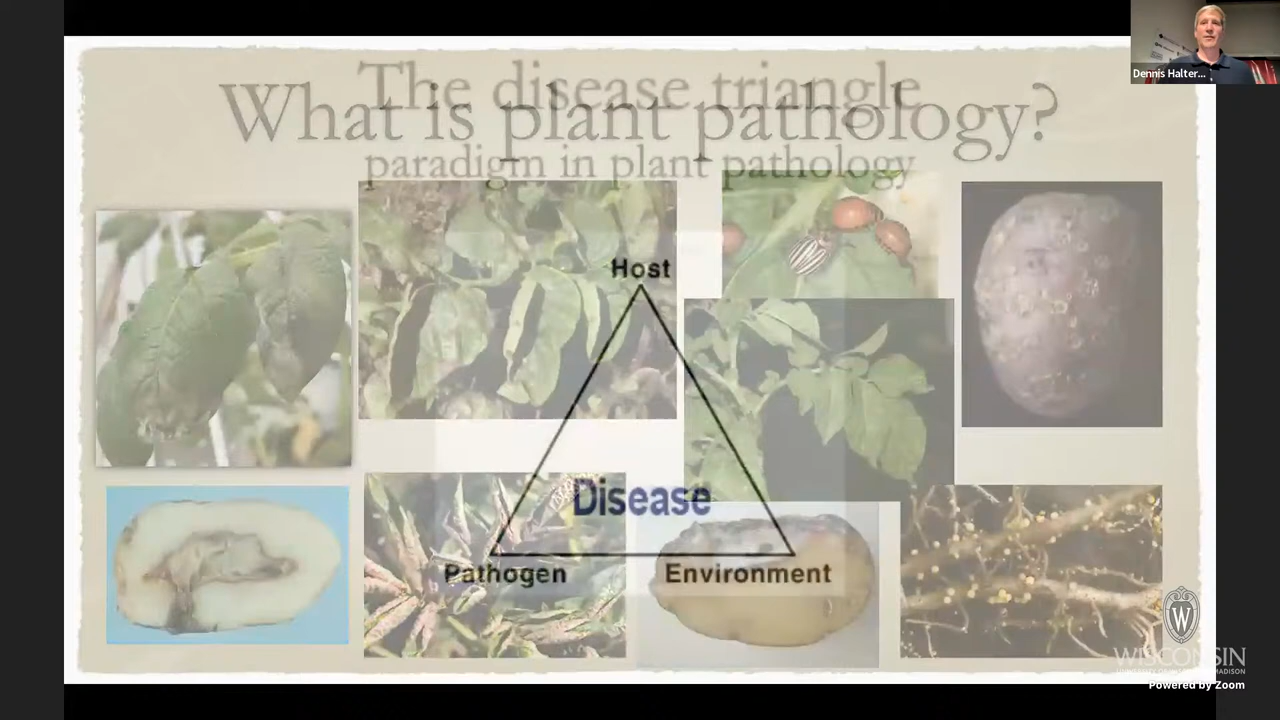 The disease triangle
What is plant pathology?
paradigm in plant pathology
Host
Disease
Pathogen
Environment
Dennis Halter...
W
WISCONSIN
Powered by Zoom